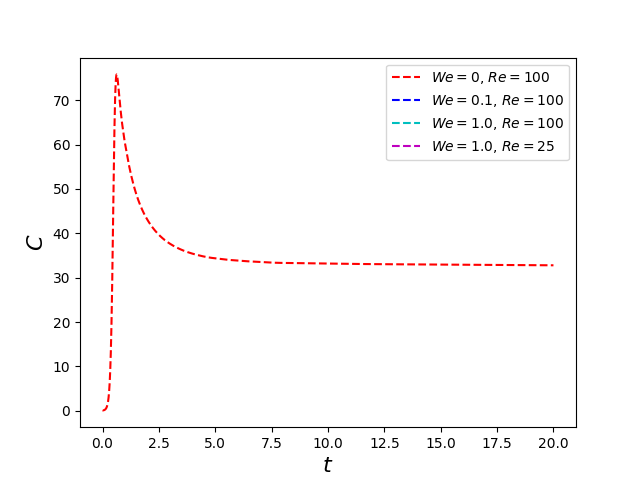 We = 0, Re = 100
We = 0.1, Re = 100
We = 1.0, Re = 100
We = 1.0, Re = 25
70
60
50
40
30
20
10
0
C
0.0 2.5 5.0 7.5 10.0 12.5 15.0 17.5 20.0
t